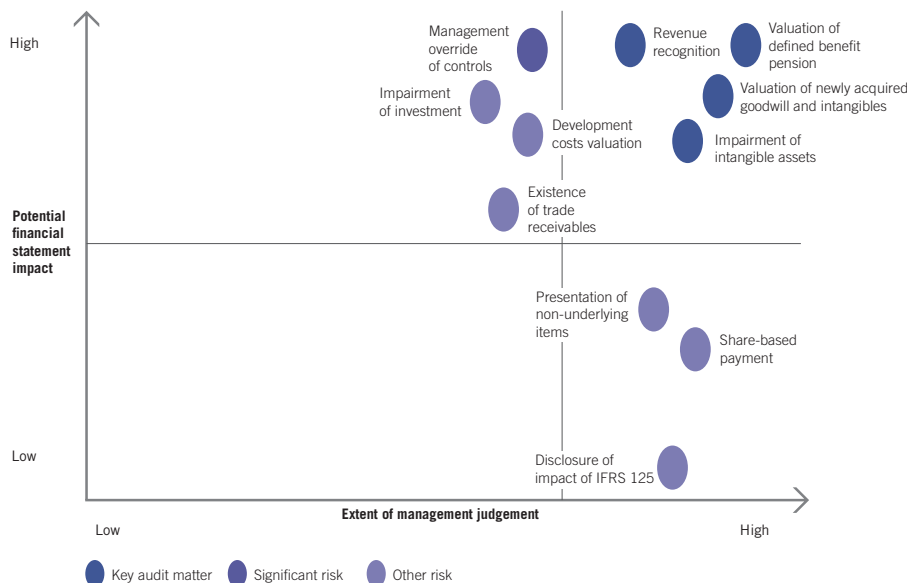 High
Management
override
of controls
Revenue
recognition
Valuation of
defined benefit
pension
Impairment
of investment
Valuation of newly acquired
goodwill and intangibles
Development
costs valuation
Impairment of
intangible assets
Existence
of trade
receivables
Potential
financial
statement
impact
Presentation of
non-underlying
items
Share-based
payment
Low
Disclosure of
impact of IFRS 125
Extent of management judgement
Low
High
Key audit matter
Significant risk
Other risk